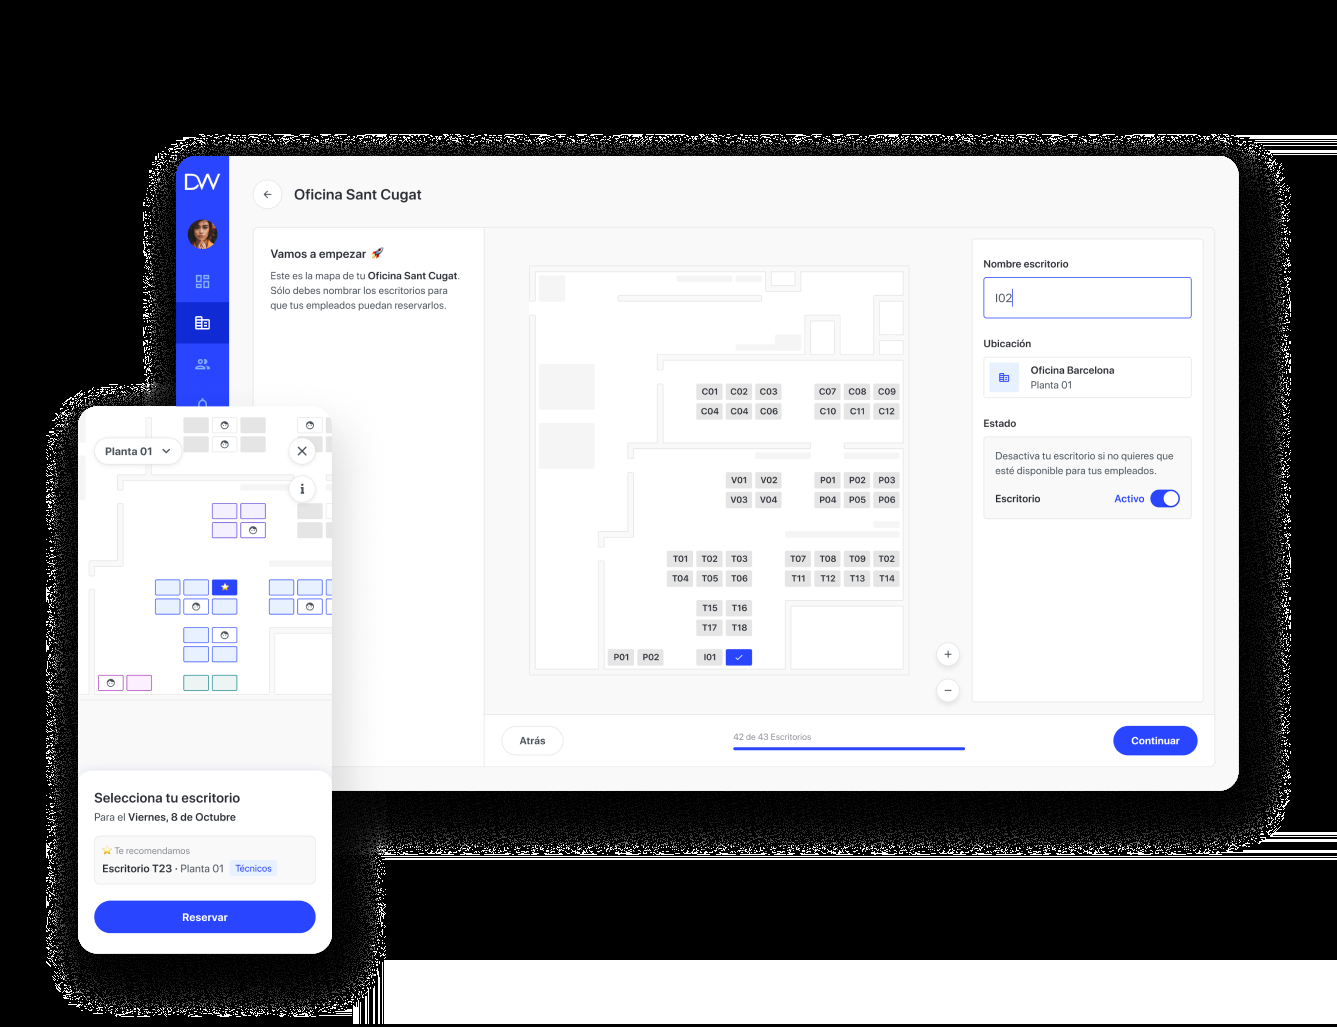 DW
Oficina Sant Cugat
Vamos a empezar 🚀
Este es la mapa de tu Oficina Sant Cugat.
Sólo debes nombrar los escritorios para
que tus empleados puedan reservarlos.
C01 C02 C03 C07 C08 C09
C04 C04 C06 C10 C11 C12
V01 V02 P01 P02 P03
V03 V04 P04 P05 P06
T01 T02 T03 T07 T08 T09 T02
T04 T05 T06 T11 T12 T13 T14
T15 T16
T17 T18
P01 P02 I01
+
−
Nombre escritorio
I02
Ubicación
Oficina Barcelona
Planta 01
Estado
Desactiva tu escritorio si no quieres que
esté disponible para tus empleados.
Escritorio Activo
Atrás
42 de 43 Escritorios
Continuar
Planta 01
i
Selecciona tu escritorio
Para el Viernes, 8 de Octubre
⭐ Te recomendamos
Escritorio T23 · Planta 01 Técnicos
Reservar